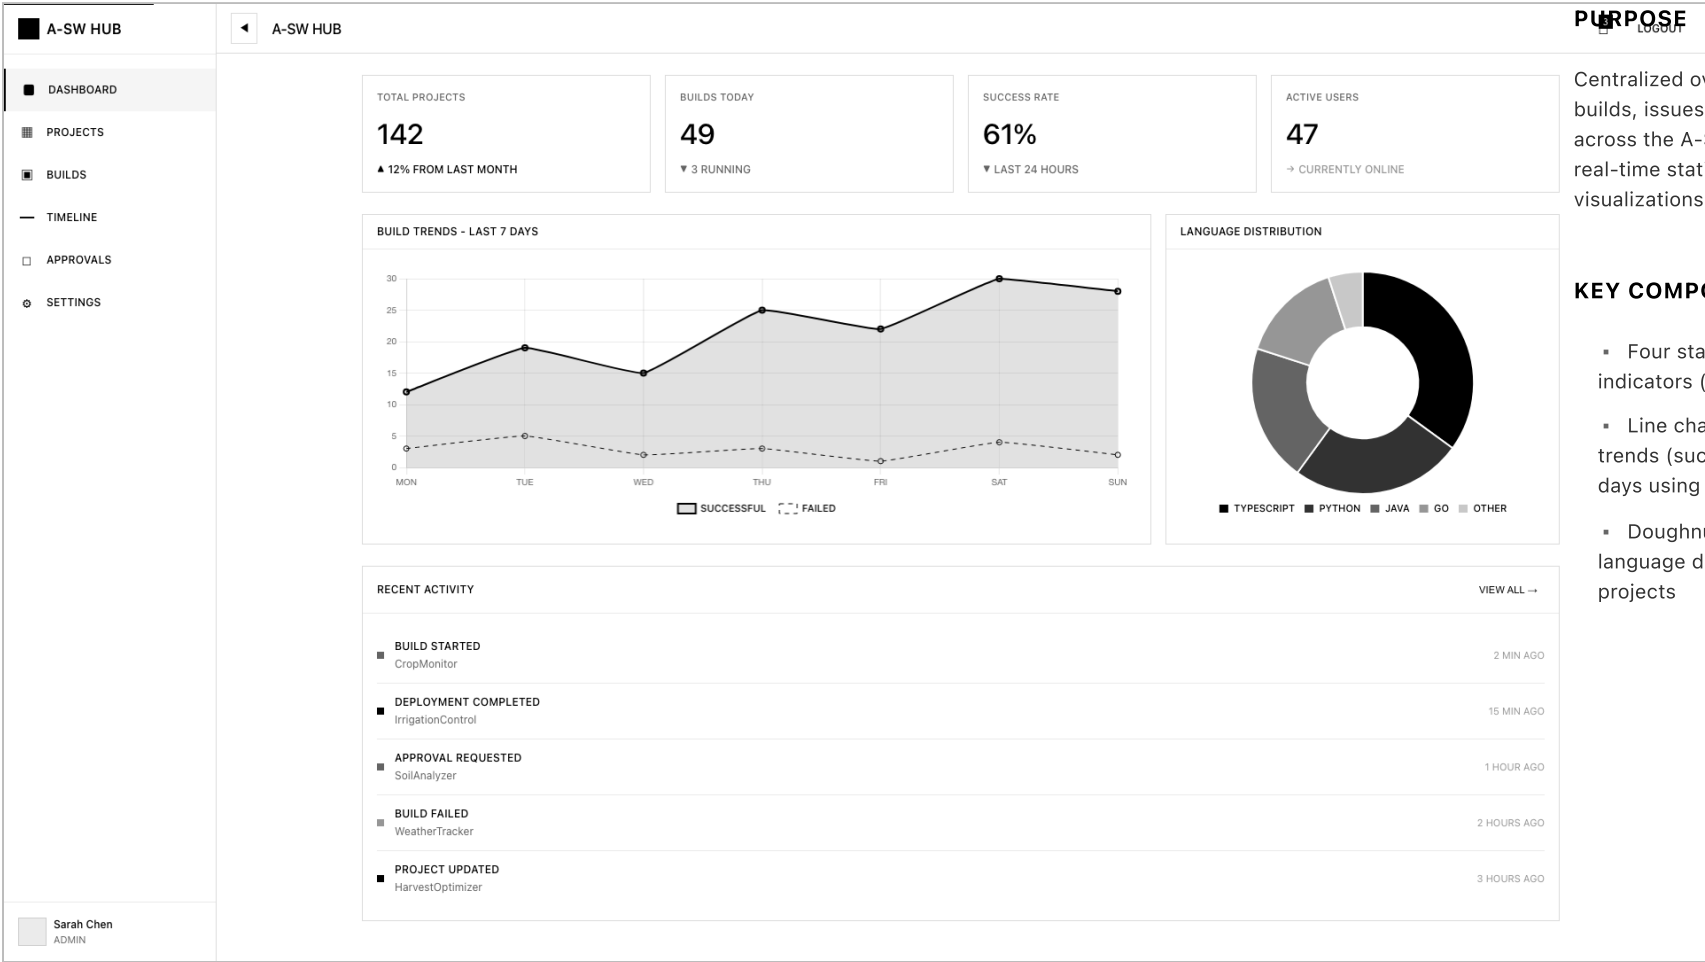 A-SW HUB
DASHBOARD
PROJECTS
BUILDS
TIMELINE
APPROVALS
SETTINGS
Sarah Chen
ADMIN
A-SW HUB
LOGOUT
TOTAL PROJECTS
142
▲ 12% FROM LAST MONTH
BUILDS TODAY
49
▼ 3 RUNNING
SUCCESS RATE
61%
▼ LAST 24 HOURS
ACTIVE USERS
47
→ CURRENTLY ONLINE
BUILD TRENDS - LAST 7 DAYS
30
25
20
15
10
5
0
MON TUE WED THU FRI SAT SUN
SUCCESSFUL FAILED
LANGUAGE DISTRIBUTION
TYPESCRIPT PYTHON JAVA GO OTHER
RECENT ACTIVITY
VIEW ALL →
BUILD STARTED
CropMonitor
2 MIN AGO
DEPLOYMENT COMPLETED
IrrigationControl
15 MIN AGO
APPROVAL REQUESTED
SoilAnalyzer
1 HOUR AGO
BUILD FAILED
WeatherTracker
2 HOURS AGO
PROJECT UPDATED
HarvestOptimizer
3 HOURS AGO
PURPOSE
Centralized
builds, issues
across the
real-time
visualizations
KEY
Four
indicators
Line
trends
days using
language
projects